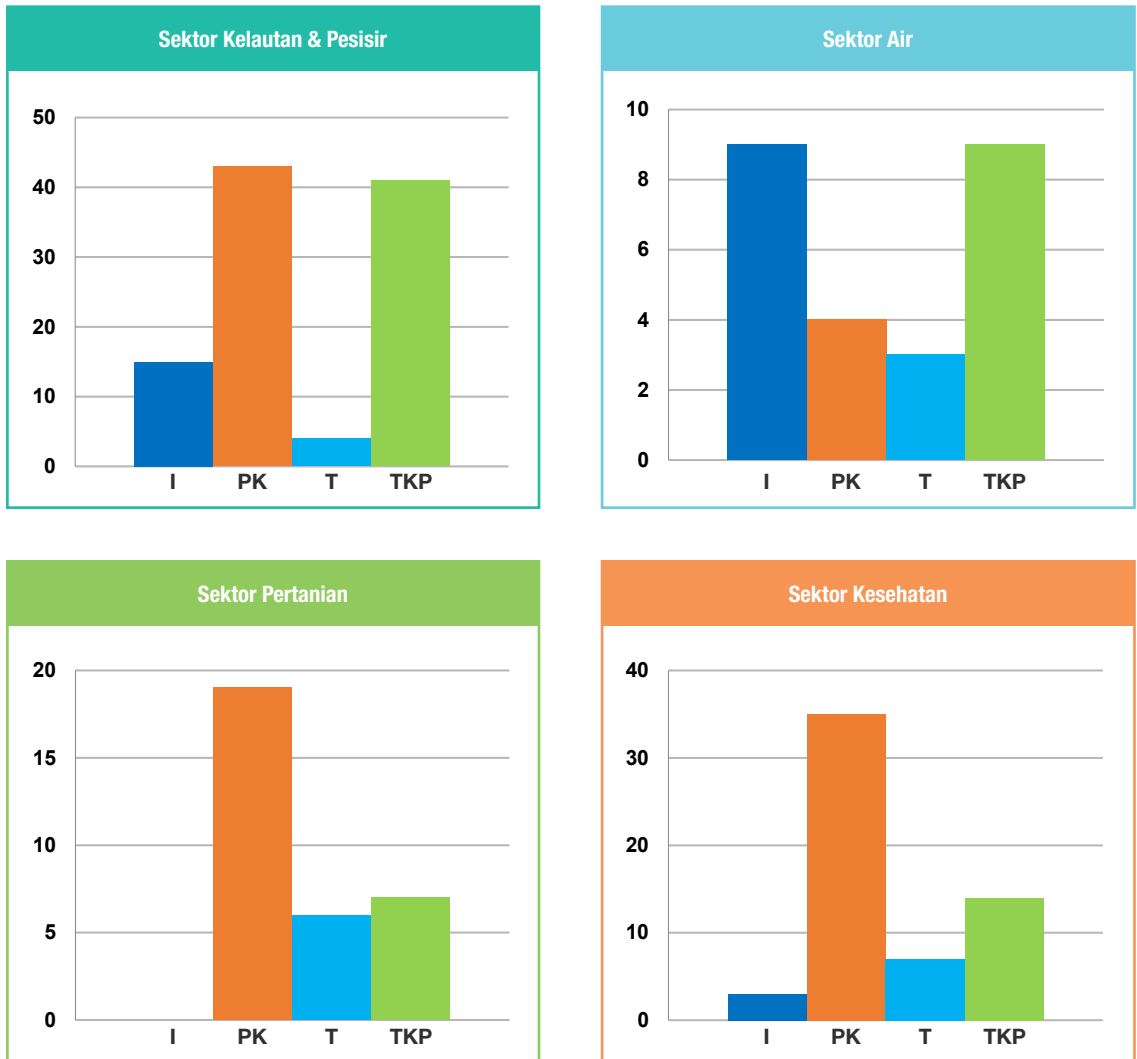 Sektor Kelautan & Pesisir
50
40
30
20
10
0
I PK T TKP
Sektor Air
10
8
6
4
2
0
I PK T TKP
Sektor Pertanian
20
15
10
5
0
I PK T TKP
Sektor Kesehatan
40
30
20
10
0
I PK T TKP